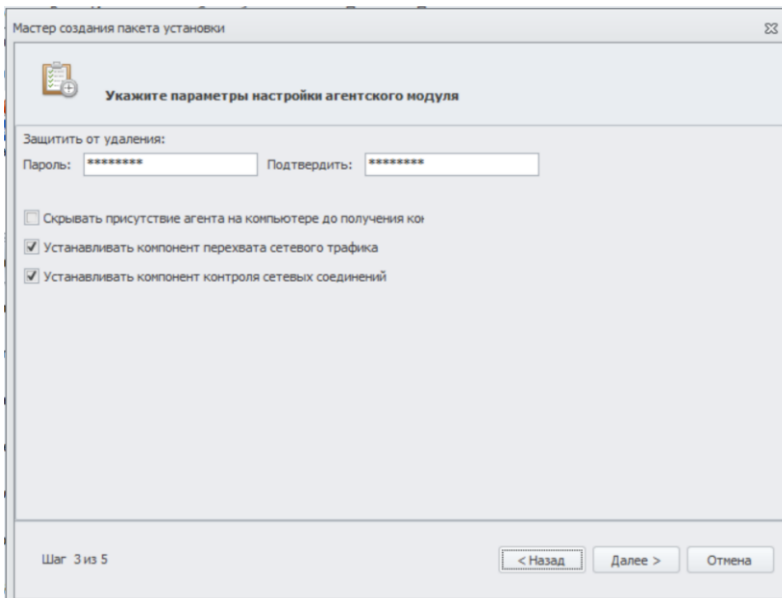 Мастер создания пакета установки
Укажите параметры настройки агентского модуля
Защитить от удаления:
Пароль: ******** Подтвердить: ********
Скрывать присутствие агента на компьютере до получения кон
Устанавливать компонент перехвата сетевого трафика
Устанавливать компонент контроля сетевых соединений
Шаг 3 из 5 < Назад Далее > Отмена